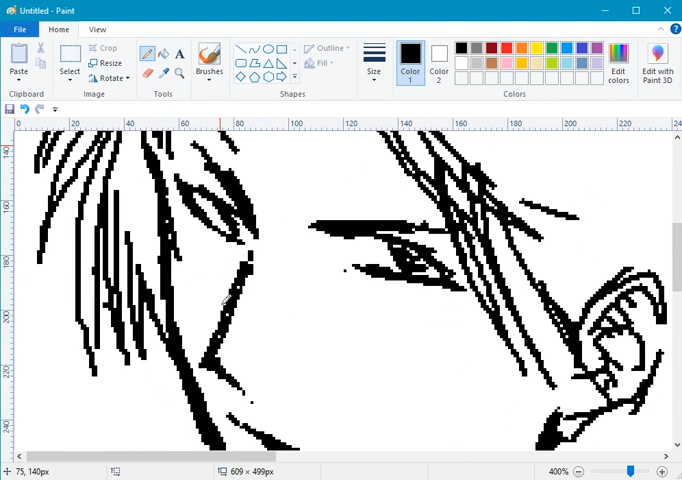 Untitled - Paint
File
Home
View
Paste
Clipboard
Select
Crop
Resize
Rotate
Image
A
Tools
Brushes
Outline
Fill
Shapes
Size
Color
1
Color
2
Edit
colors
Colors
Edit with
Paint 3D
0 20 40 60 80 100 120 140 160 180 200 220 24
140
160
180
200
220
240
75, 140px
609 × 499px
400%